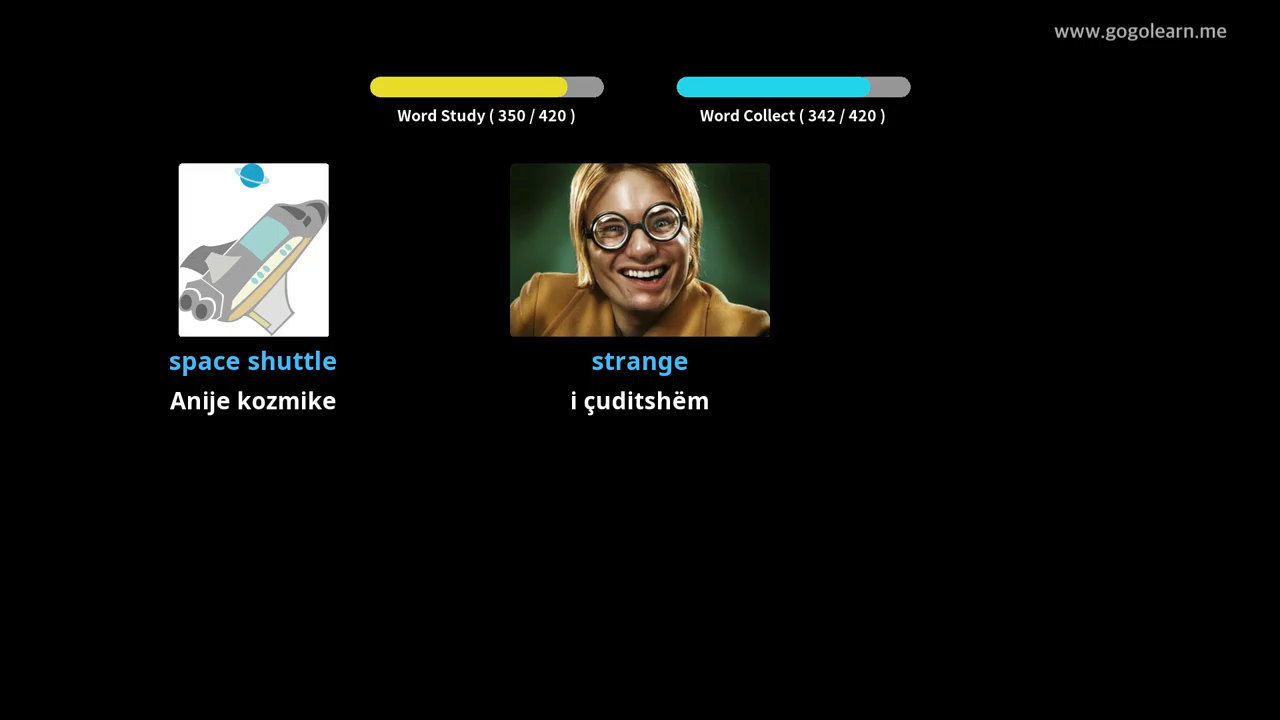 www.gogolearn.me
Word Study ( 350 / 420 )
Word Collect ( 342 / 420 )
space shuttle
Anije kozmike
strange
i çuditshëm